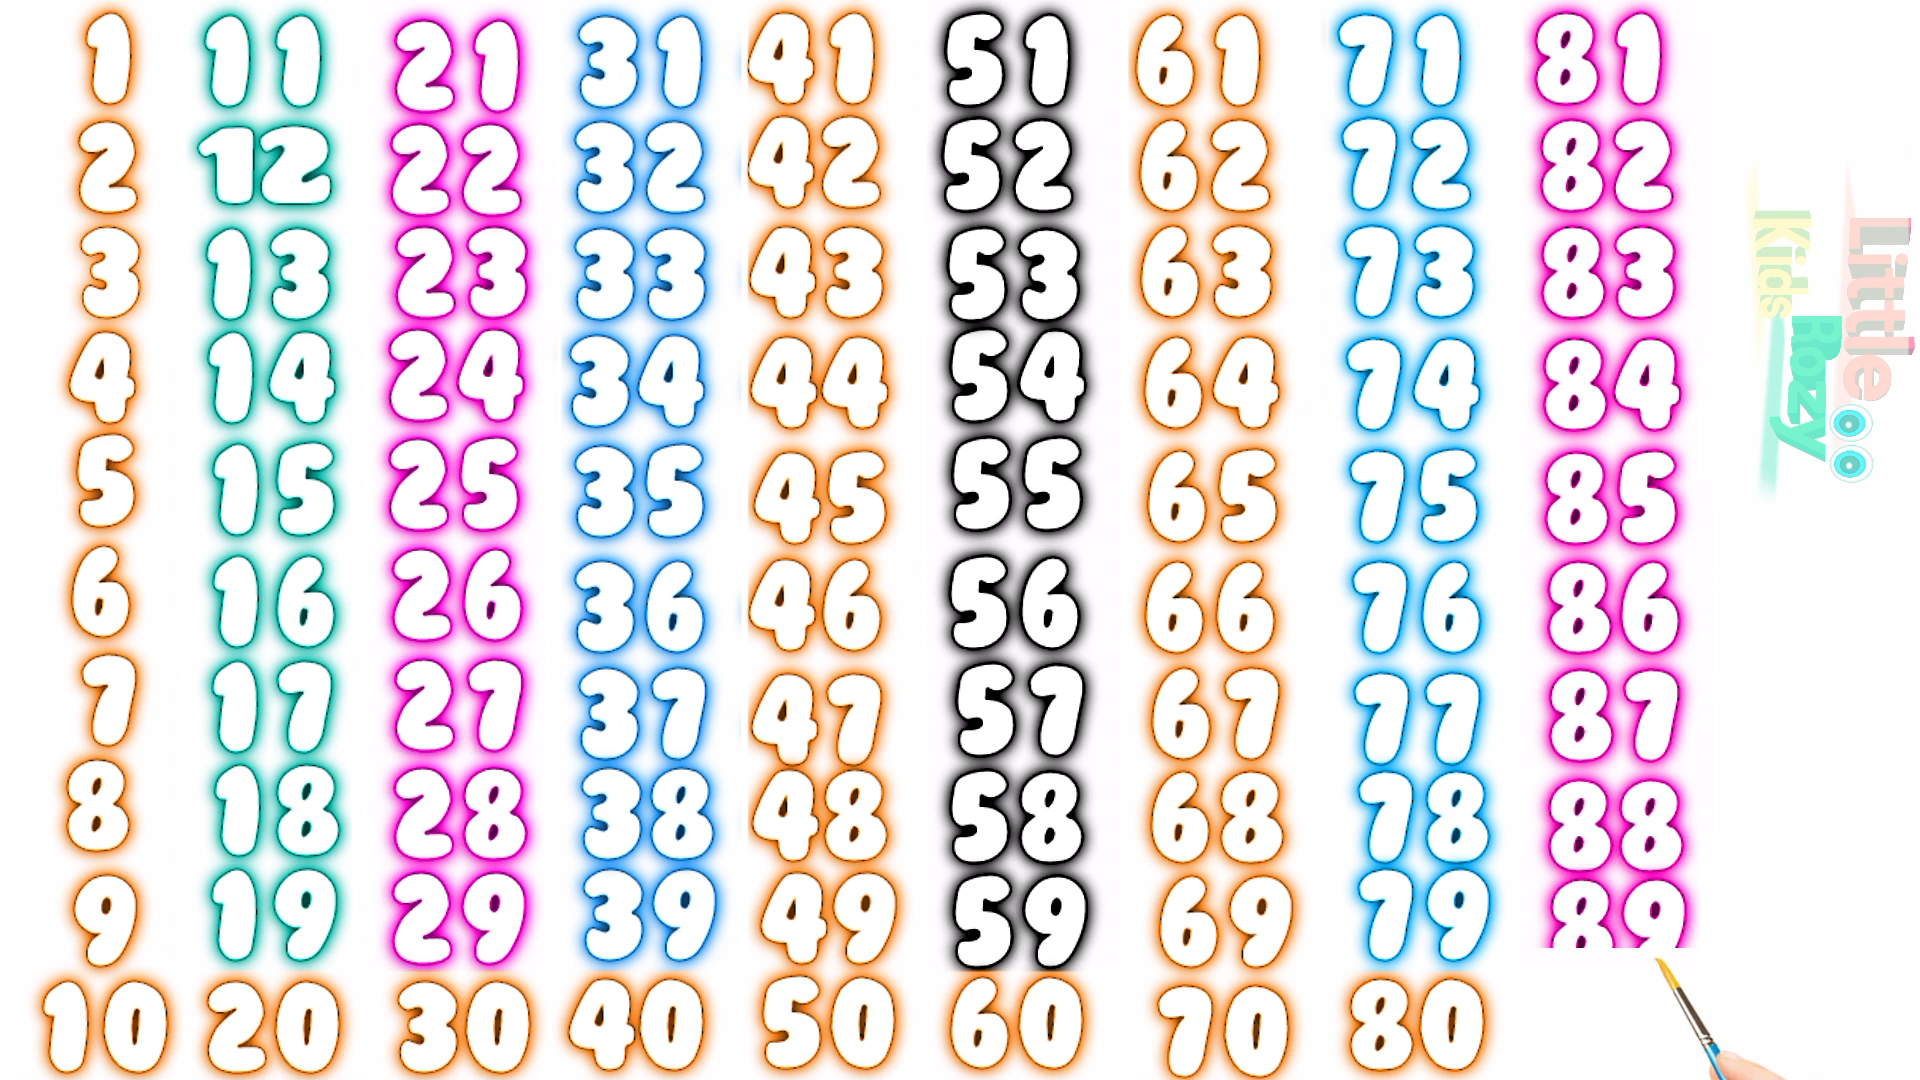 1 11 21 31 41 51 61 71 81
2 12 22 32 42 52 62 72 82
3 13 23 33 43 53 63 73 83
4 14 24 34 44 54 64 74 84
5 15 25 35 45 55 65 75 85
6 16 26 36 46 56 66 76 86
7 17 27 37 47 57 67 77 87
8 18 28 38 48 58 68 78 88
9 19 29 39 49 59 69 79 89
10 20 30 40 50 60 70 80
Little
Rozy
Kids